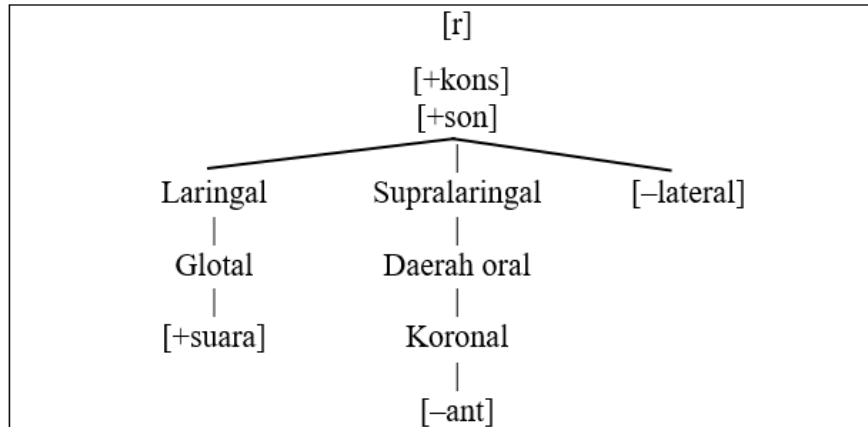 [r]
[+kons]
[+son]
Laringal Supralaringal [–lateral]
Glotal Daerah oral
[+suara] Koronal
[–ant]